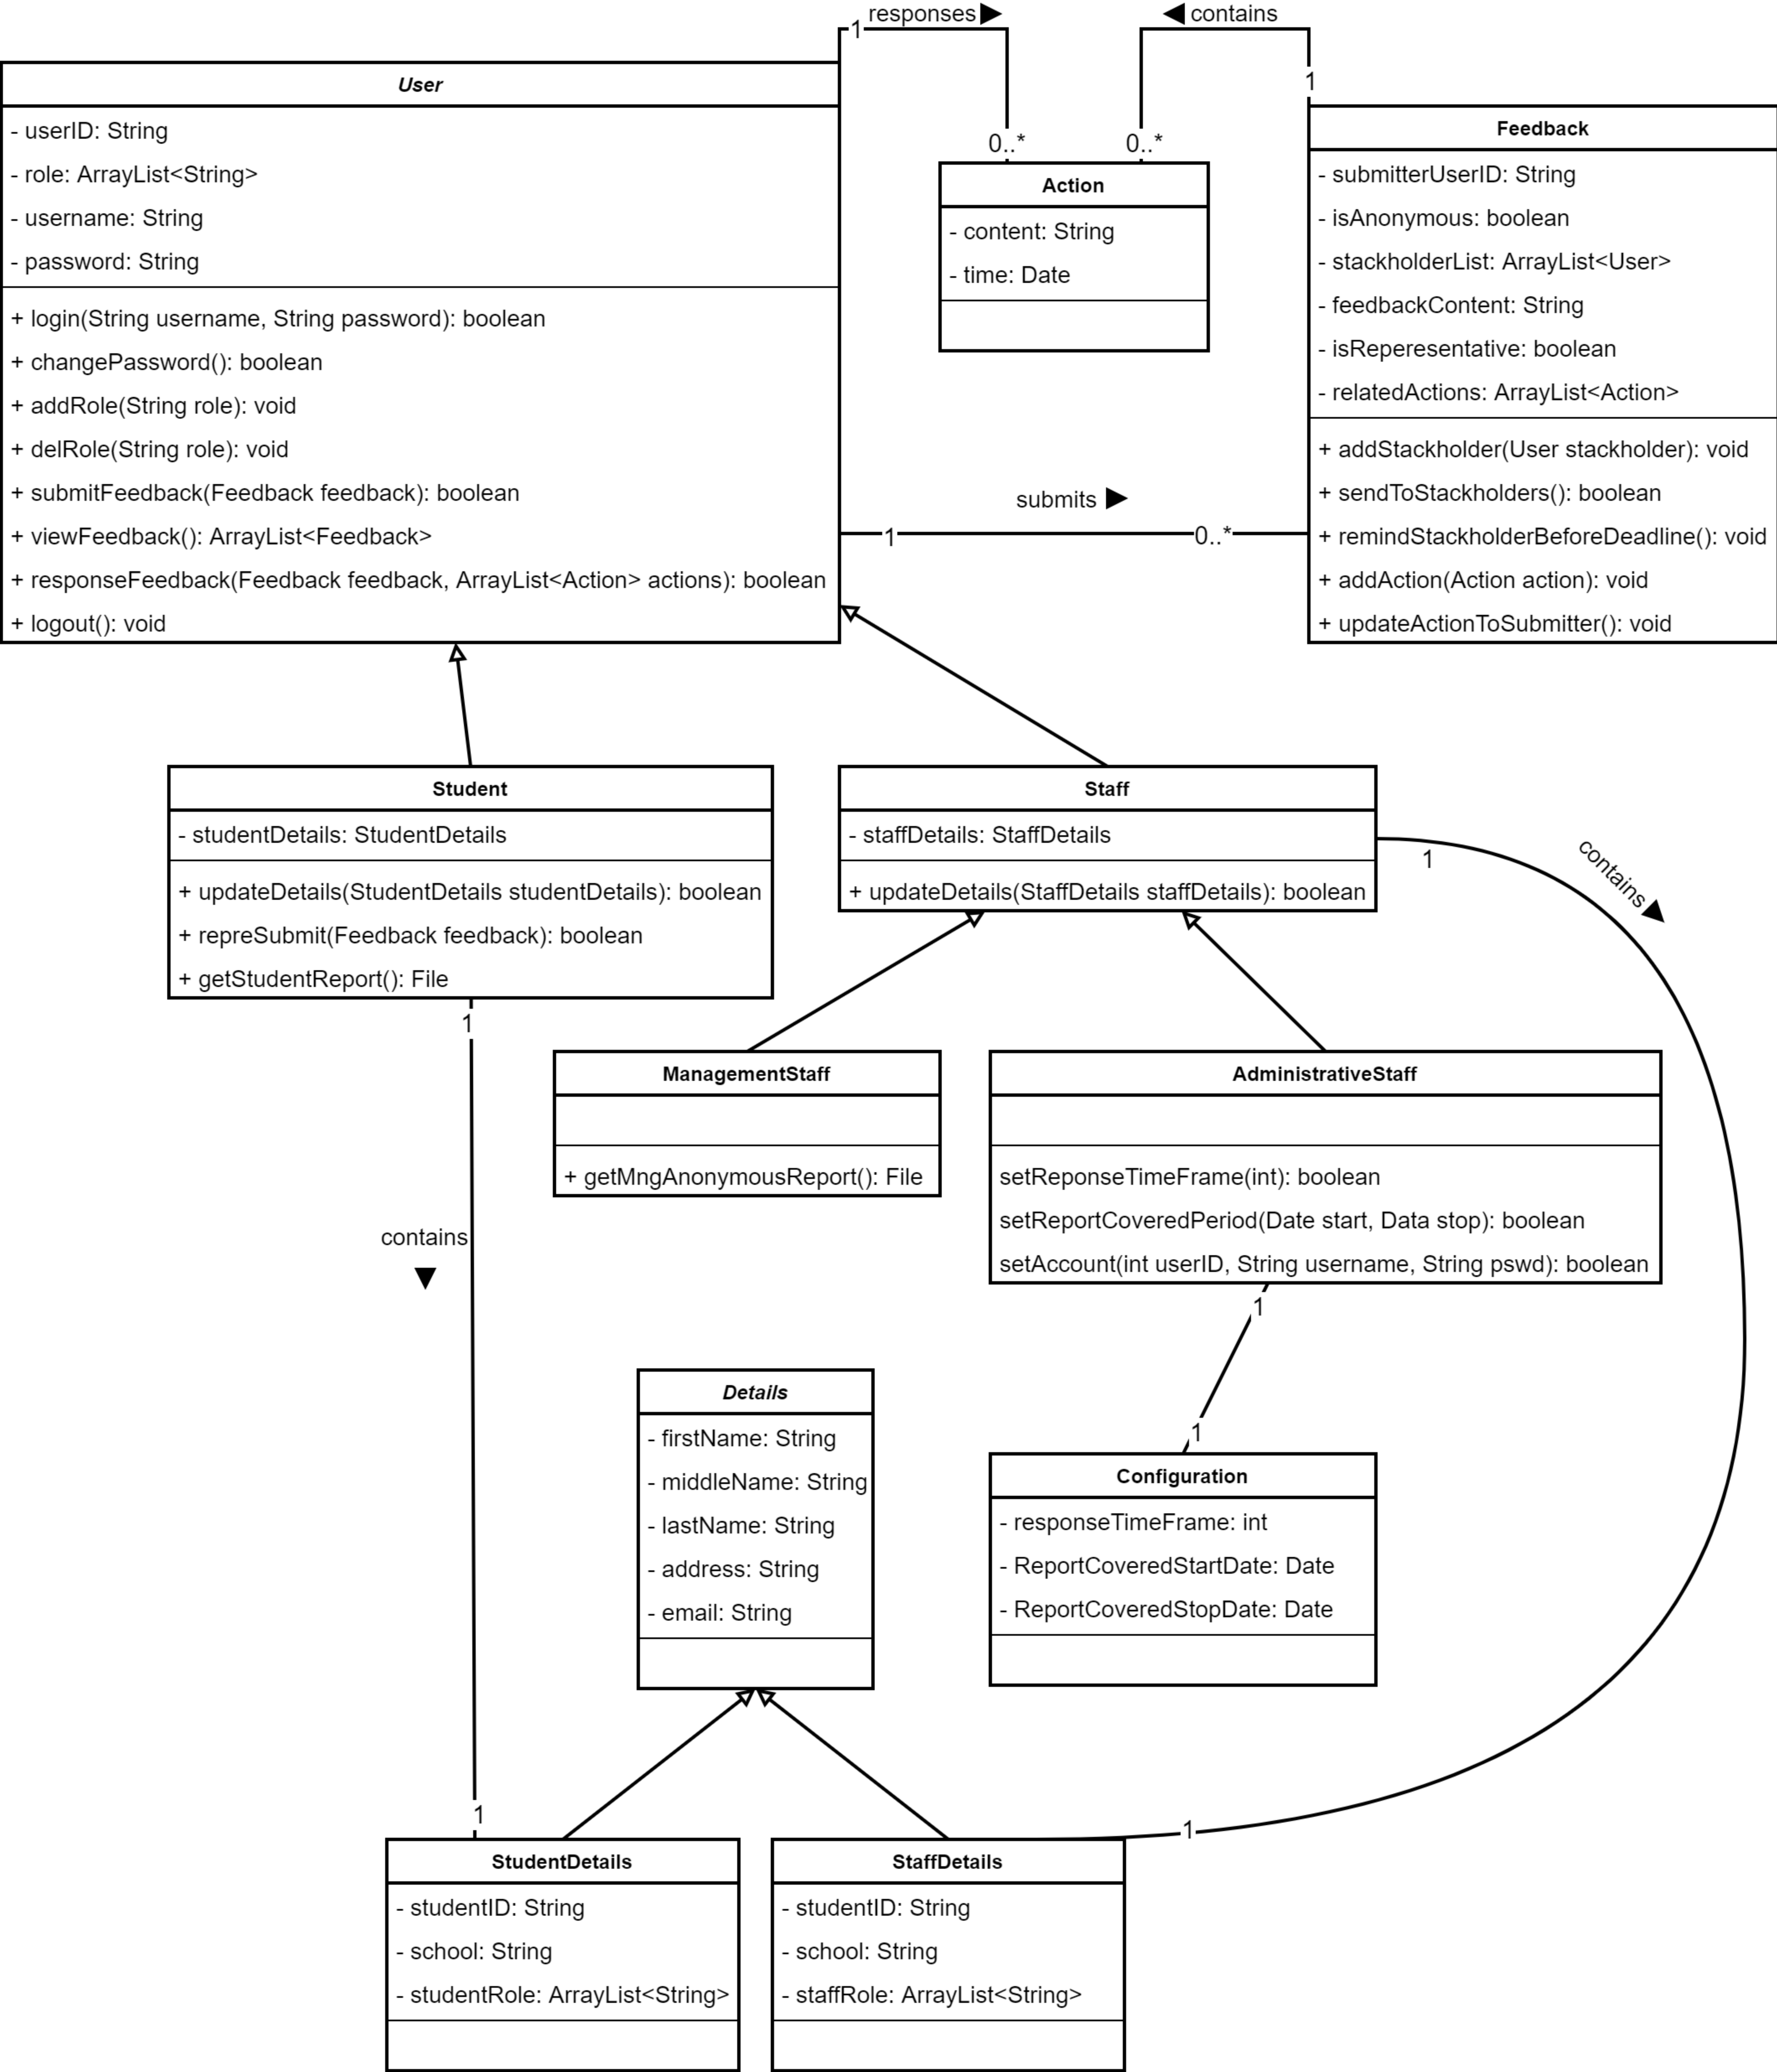 responses
contains
1
1
User
- userID: String
- role: ArrayList<String>
- username: String
- password: String
+ login(String username, String password): boolean
+ changePassword(): boolean
+ addRole(String role): void
+ delRole(String role): void
+ submitFeedback(Feedback feedback): boolean
+ viewFeedback(): ArrayList<Feedback>
+ responseFeedback(Feedback feedback, ArrayList<Action> actions): boolean
+ logout(): void
0..*
0..*
Action
- content: String
- time: Date
Feedback
- submitterUserID: String
- isAnonymous: boolean
- stackholderList: ArrayList<User>
- feedbackContent: String
- isReperesentative: boolean
- relatedActions: ArrayList<Action>
+ addStackholder(User stackholder): void
+ sendToStackholders(): boolean
+ remindStackholderBeforeDeadline(): void
+ addAction(Action action): void
+ updateActionToSubmitter(): void
submits
1
0..*
Student
- studentDetails: StudentDetails
+ updateDetails(StudentDetails studentDetails): boolean
+ repreSubmit(Feedback feedback): boolean
+ getStudentReport(): File
Staff
- staffDetails: StaffDetails
+ updateDetails(StaffDetails staffDetails): boolean
1
contains
1
ManagementStaff
+ getMngAnonymousReport(): File
AdministrativeStaff
setReponseTimeFrame(int): boolean
setReportCoveredPeriod(Date start, Data stop): boolean
setAccount(int userID, String username, String pswd): boolean
contains
1
1
Details
- firstName: String
- middleName: String
- lastName: String
- address: String
- email: String
Configuration
- responseTimeFrame: int
- ReportCoveredStartDate: Date
- ReportCoveredStopDate: Date
1
1
StudentDetails
- studentID: String
- school: String
- studentRole: ArrayList<String>
StaffDetails
- studentID: String
- school: String
- staffRole: ArrayList<String>